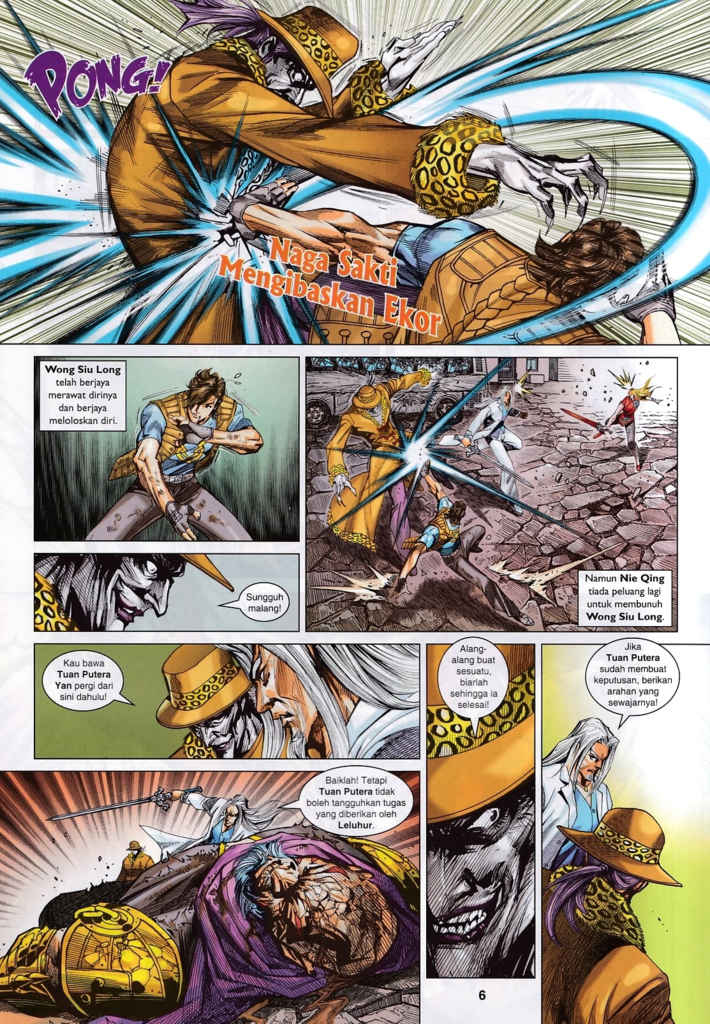 PONG!
Naga Sakti
Mengibaskan Ekor
Wong Siu Long
telah berjaya
merawat dirinya
dan berjaya
meloloskan diri.
Namun Nie Qing
tiada peluang lagi
untuk membunuh
Wong Siu Long.
Sungguh
malang!
Kau bawa
Tuan Putera
Yan pergi dari
sini dahulu!
Alang-
alang buat
sesuatu,
biarlah
sehingga ia
selesai!
Jika
Tuan Putera
sudah membuat
keputusan, berikan
arahan yang
sewajarnya!
Baiklah! Tetapi
Tuan Putera tidak
boleh tangguhkan tugas
yang diberikan oleh
Leluhur.
6